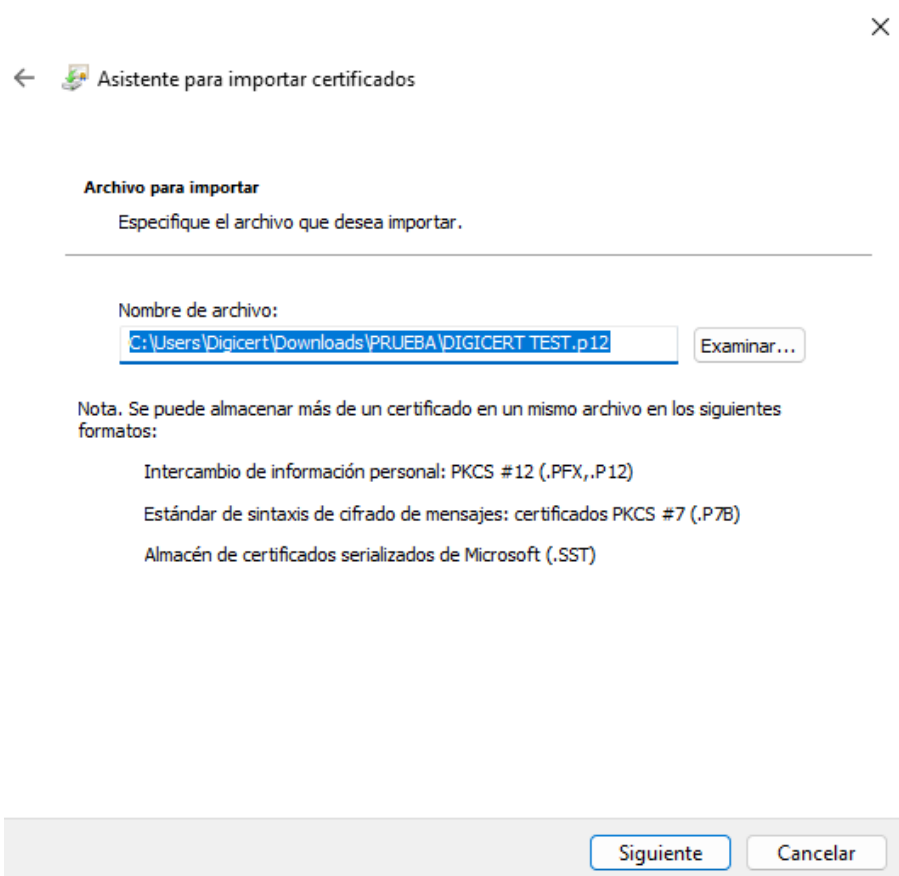 Asistente para importar certificados
Archivo para importar
Especifique el archivo que desea importar.
Nombre de archivo:
C:\Users\Digicert\Downloads\PRUEBA\DIGICERT TEST.p12
Examinar...
Nota. Se puede almacenar más de un certificado en un mismo archivo en los siguientes
formatos:
Intercambio de información personal: PKCS #12 (.PFX,.P12)
Estándar de sintaxis de cifrado de mensajes: certificados PKCS #7 (.P7B)
Almacén de certificados serializados de Microsoft (.SST)
Siguiente
Cancelar